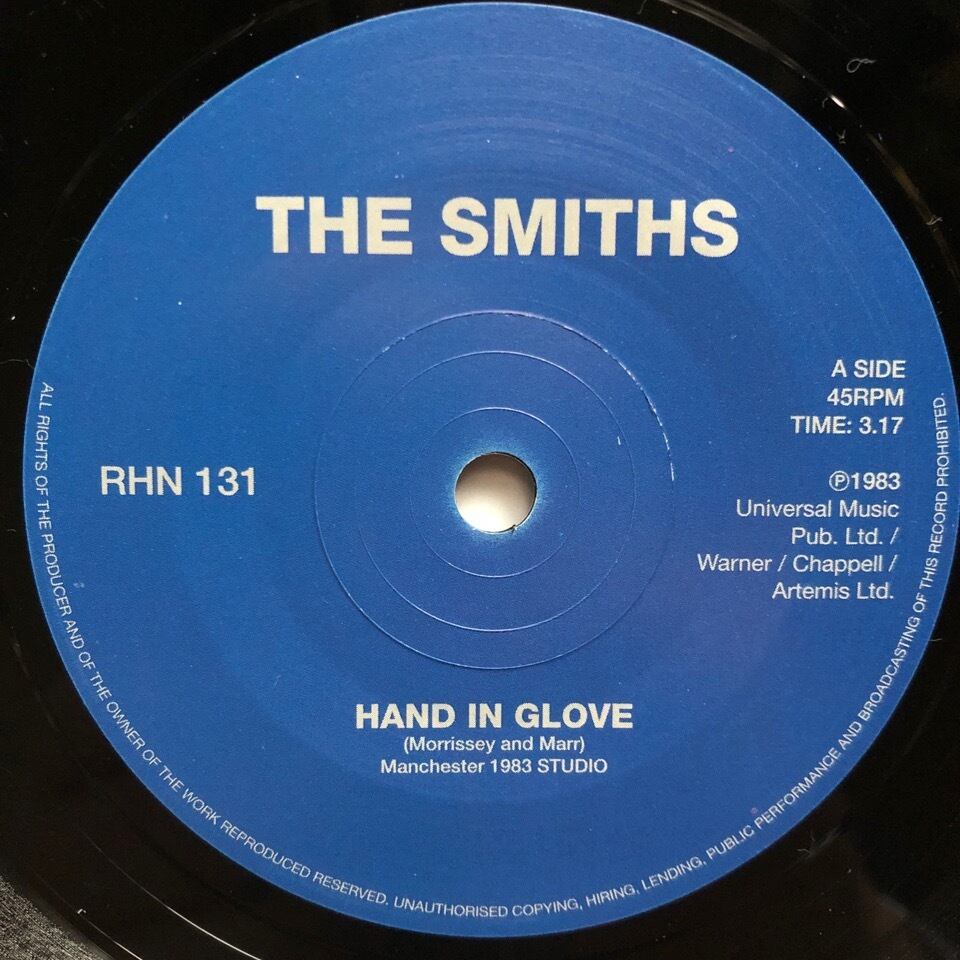 THE SMITHS
A SIDE
45RPM
TIME: 3.17
RHN 131
℗1983
Universal Music
Pub. Ltd. /
Warner / Chappell /
Artemis Ltd.
HAND IN GLOVE
(Morrissey and Marr)
Manchester 1983 STUDIO
ALL RIGHTS OF THE PRODUCER AND OF THE OWNER OF THE WORK REPRODUCED RESERVED. UNAUTHORISED COPYING, HIRING, LENDING, PUBLIC PERFORMANCE AND BROADCASTING OF THIS RECORD PROHIBITED.